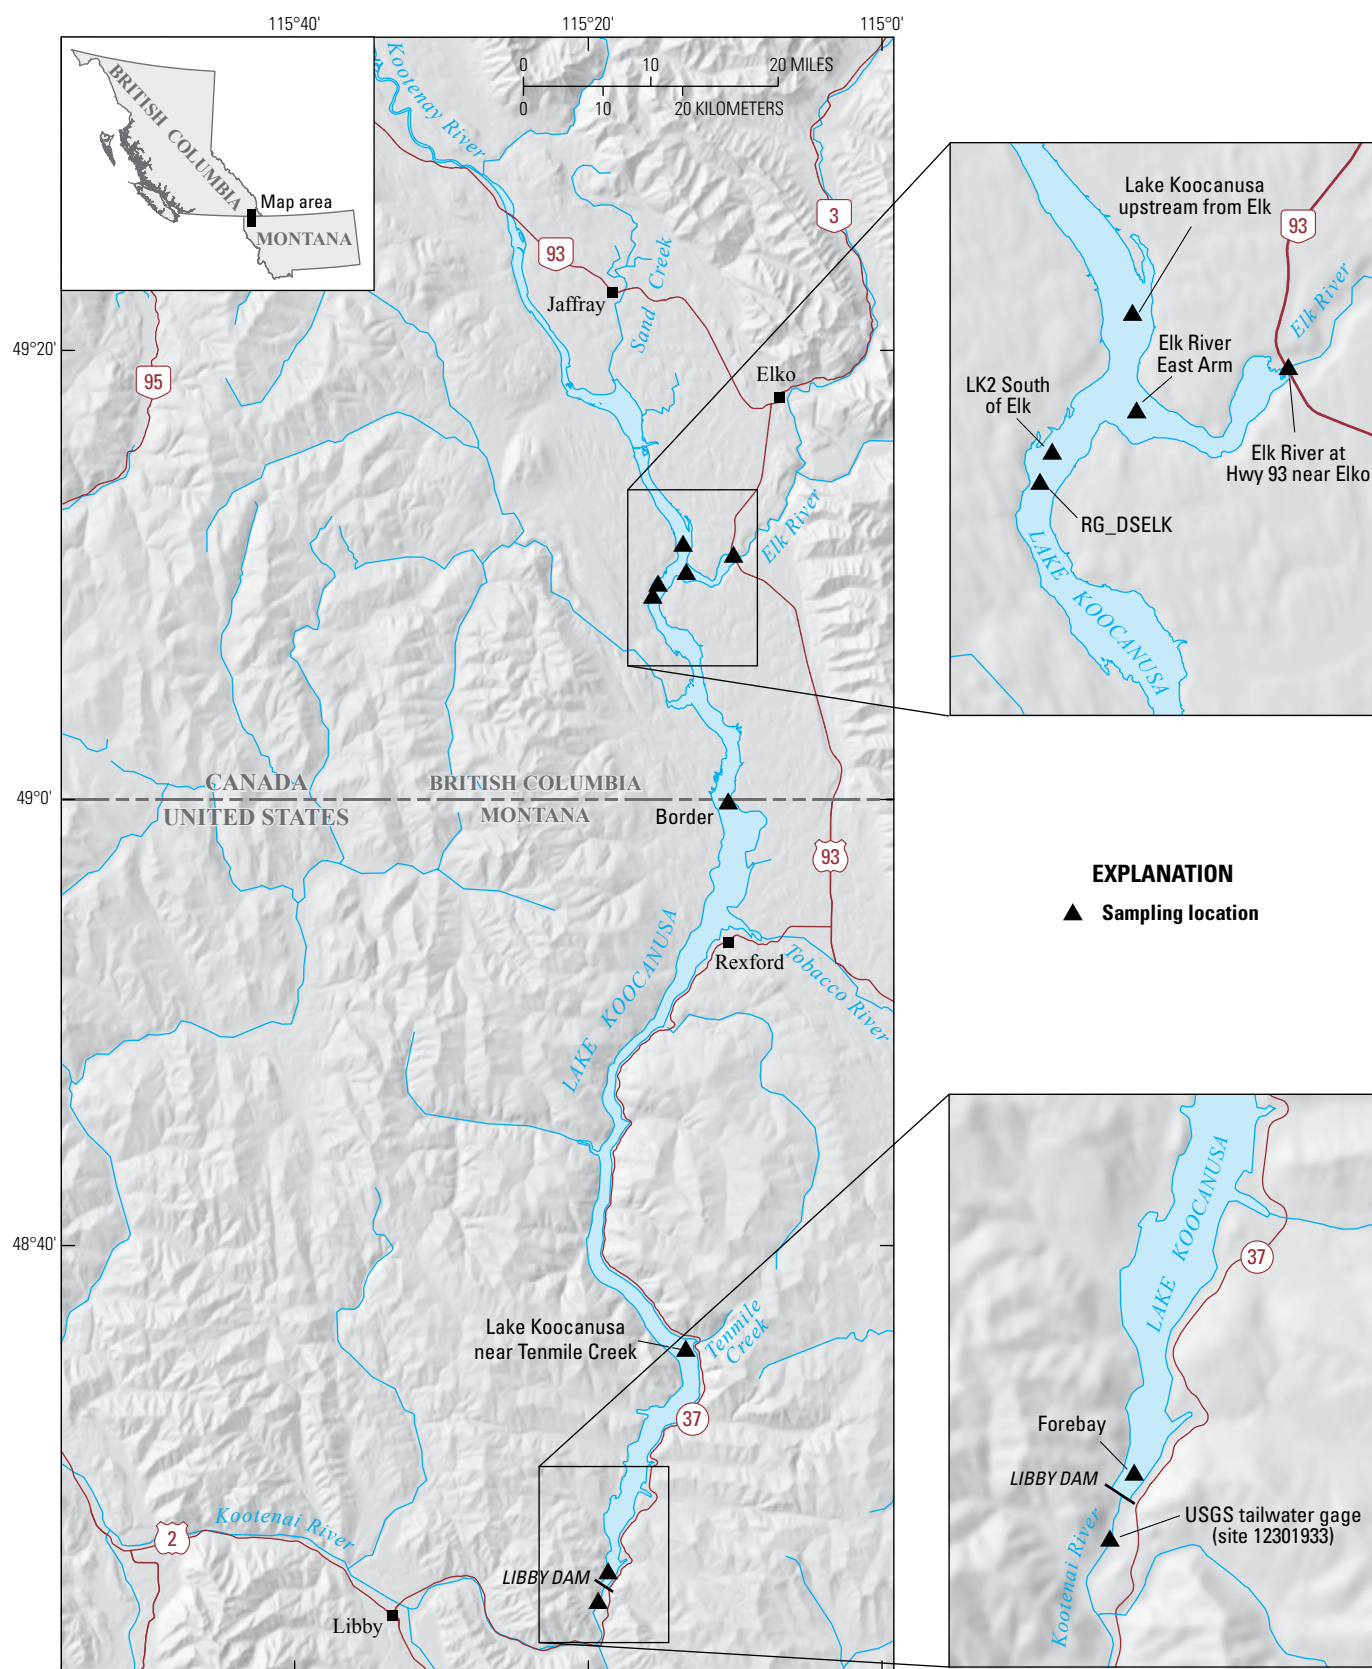 115°40'
115°20'
115°0'
0 10 20 MILES
0 10 20 KILOMETERS
BRITISH COLUMBIA
Map area
MONTANA
Kootenay River
3
93
Jaffray
Sand
Creek
49°20'
95
Elko
Elk River
CANADA
BRITISH COLUMBIA
49°0'
UNITED STATES
MONTANA
Border
93
LAKE KOOCANUSA
Rexford
Tobacco River
48°40'
Lake Koocanusa
near Tenmile Creek
Tenmile
Creek
37
2
Kootenai River
LIBBY DAM
Libby
Lake Koocanusa
upstream from Elk
93
Elk River
Elk River
East Arm
LK2 South
of Elk
Elk River at
Hwy 93 near Elko
RG_DSELK
LAKE KOOCANUSA
EXPLANATION
Sampling location
LAKE KOOCANUSA
37
Forebay
LIBBY DAM
USGS tailwater gage
(site 12301933)
Kootenai River